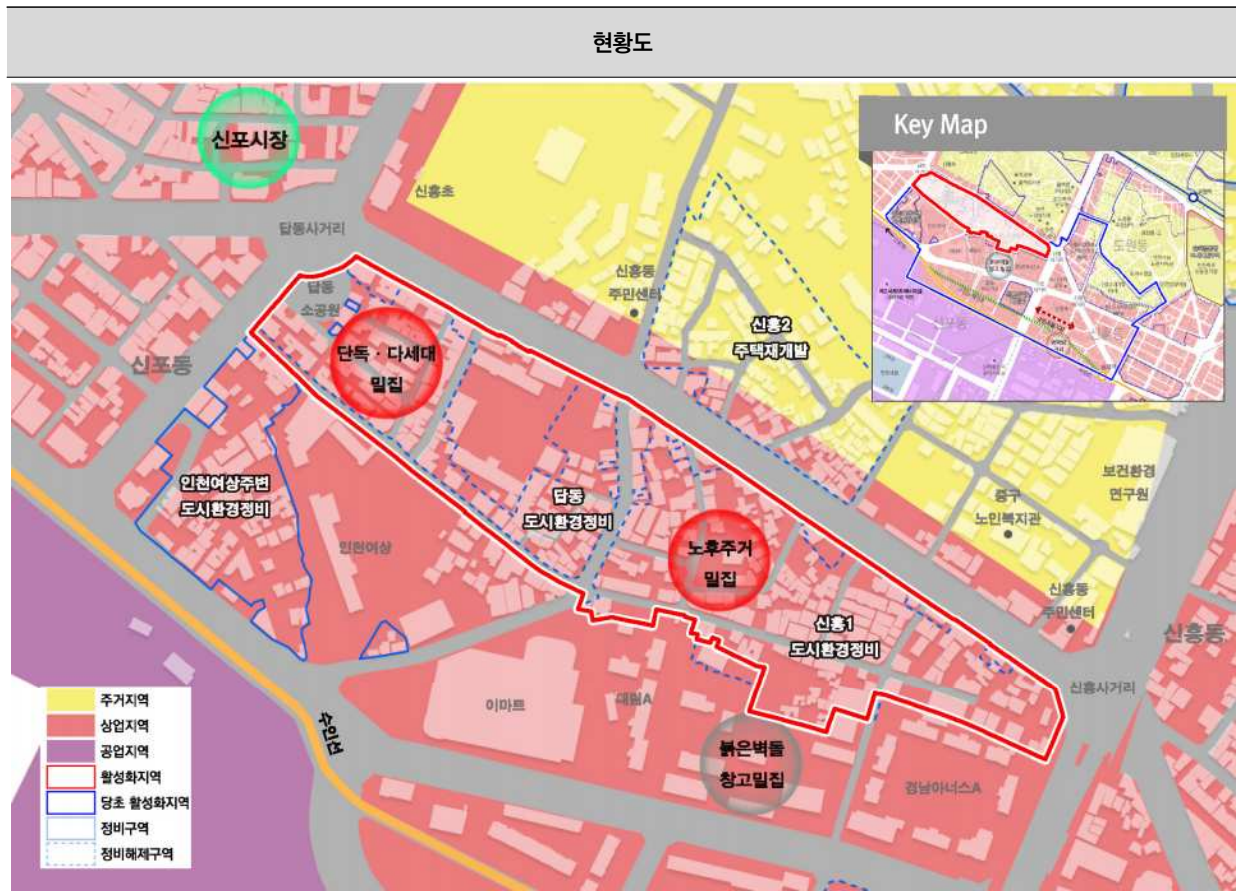 현황도
신포시장
Key Map
신흥초
답동사거리
도원동
신포동
답동
소공원
신흥동
주민센터
신흥2
주택재개발
단독 · 다세대
밀집
신포동
인천여상주변
도시환경정비
인천여상
답동
도시환경정비
보건환경
연구원
중구
노인복지관
노후주거
밀집
신흥동
주민센터
신흥동
신흥1
도시환경정비
신흥사거리
이마트
대림A
수인선
붉은벽돌
창고밀집
경남아너스A
주거지역
상업지역
공업지역
활성화지역
당초 활성화지역
정비구역
정비해제구역